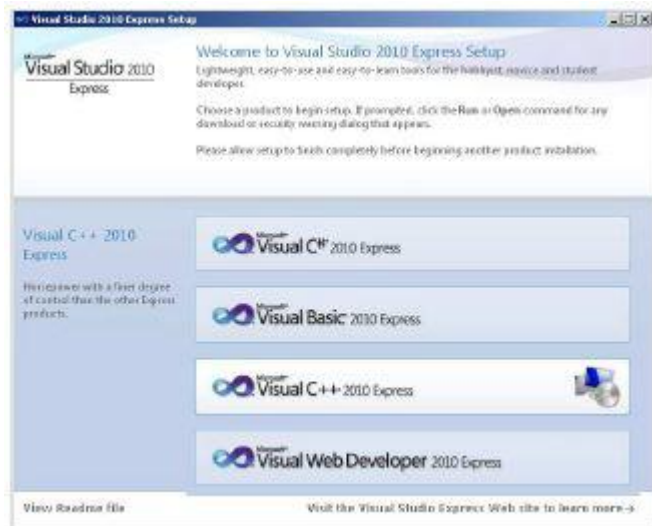 Visual Studio 2010 Express Setup
Microsoft
Visual Studio 2010
Express
Welcome to Visual Studio 2010 Express Setup
Lightweight, easy-to-use and easy-to-learn tools for the hobbyist, novice and student
developer.
Choose a product to begin setup. If prompted, click the Run or Open command for any
download or security warning dialog that appears.
Please allow setup to finish completely before beginning another product installation.
Visual C++ 2010
Express
Horsepower with a finer degree
of control than the other Express
products.
Microsoft
Visual C# 2010 Express
Microsoft
Visual Basic 2010 Express
Microsoft
Visual C++ 2010 Express
Microsoft
Visual Web Developer 2010 Express
View Readme file
Visit the Visual Studio Express Web site to learn more